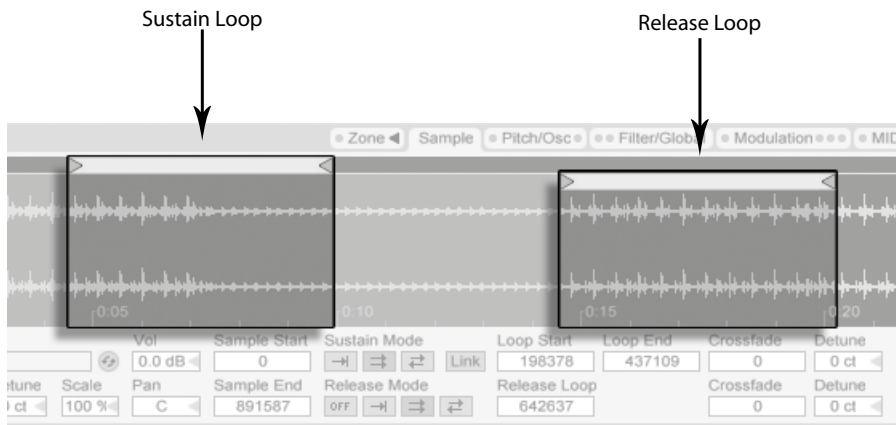 Sustain Loop
Release Loop
Zone Sample Pitch/Osc Filter/Global Modulation
0:05 0:10 0:15 0:20
Vol Sample Start Sustain Mode Loop Start Loop End Crossfade Detune
0.0 dB 0 Link 198378 437109 0 0 ct
Scale Pan Sample End Release Mode Release Loop Crossfade Detune
ct 100 % C 891587 OFF 642637 0 0 ct